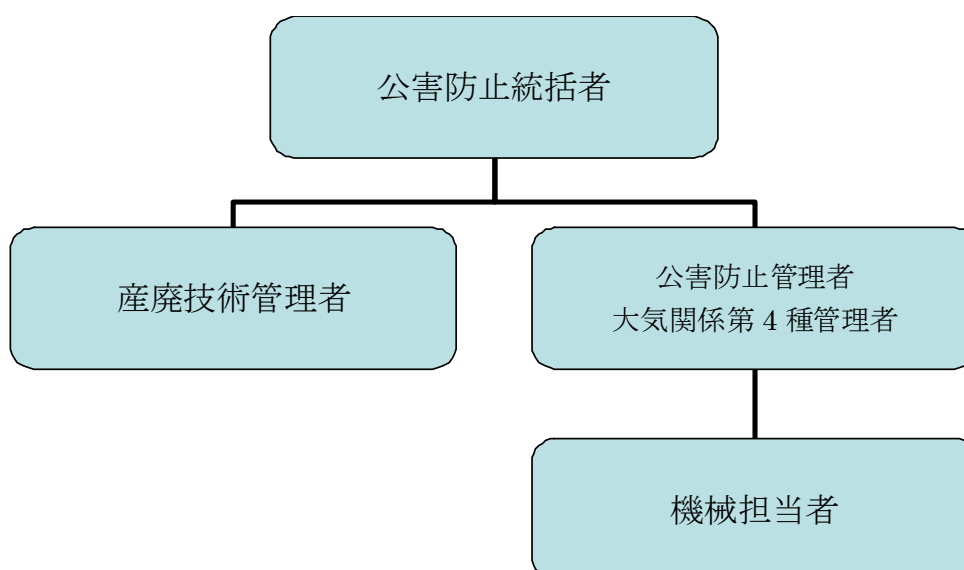 公害防止統括者
産廃技術管理者
公害防止管理者
大気関係第 4 種管理者
機械担当者